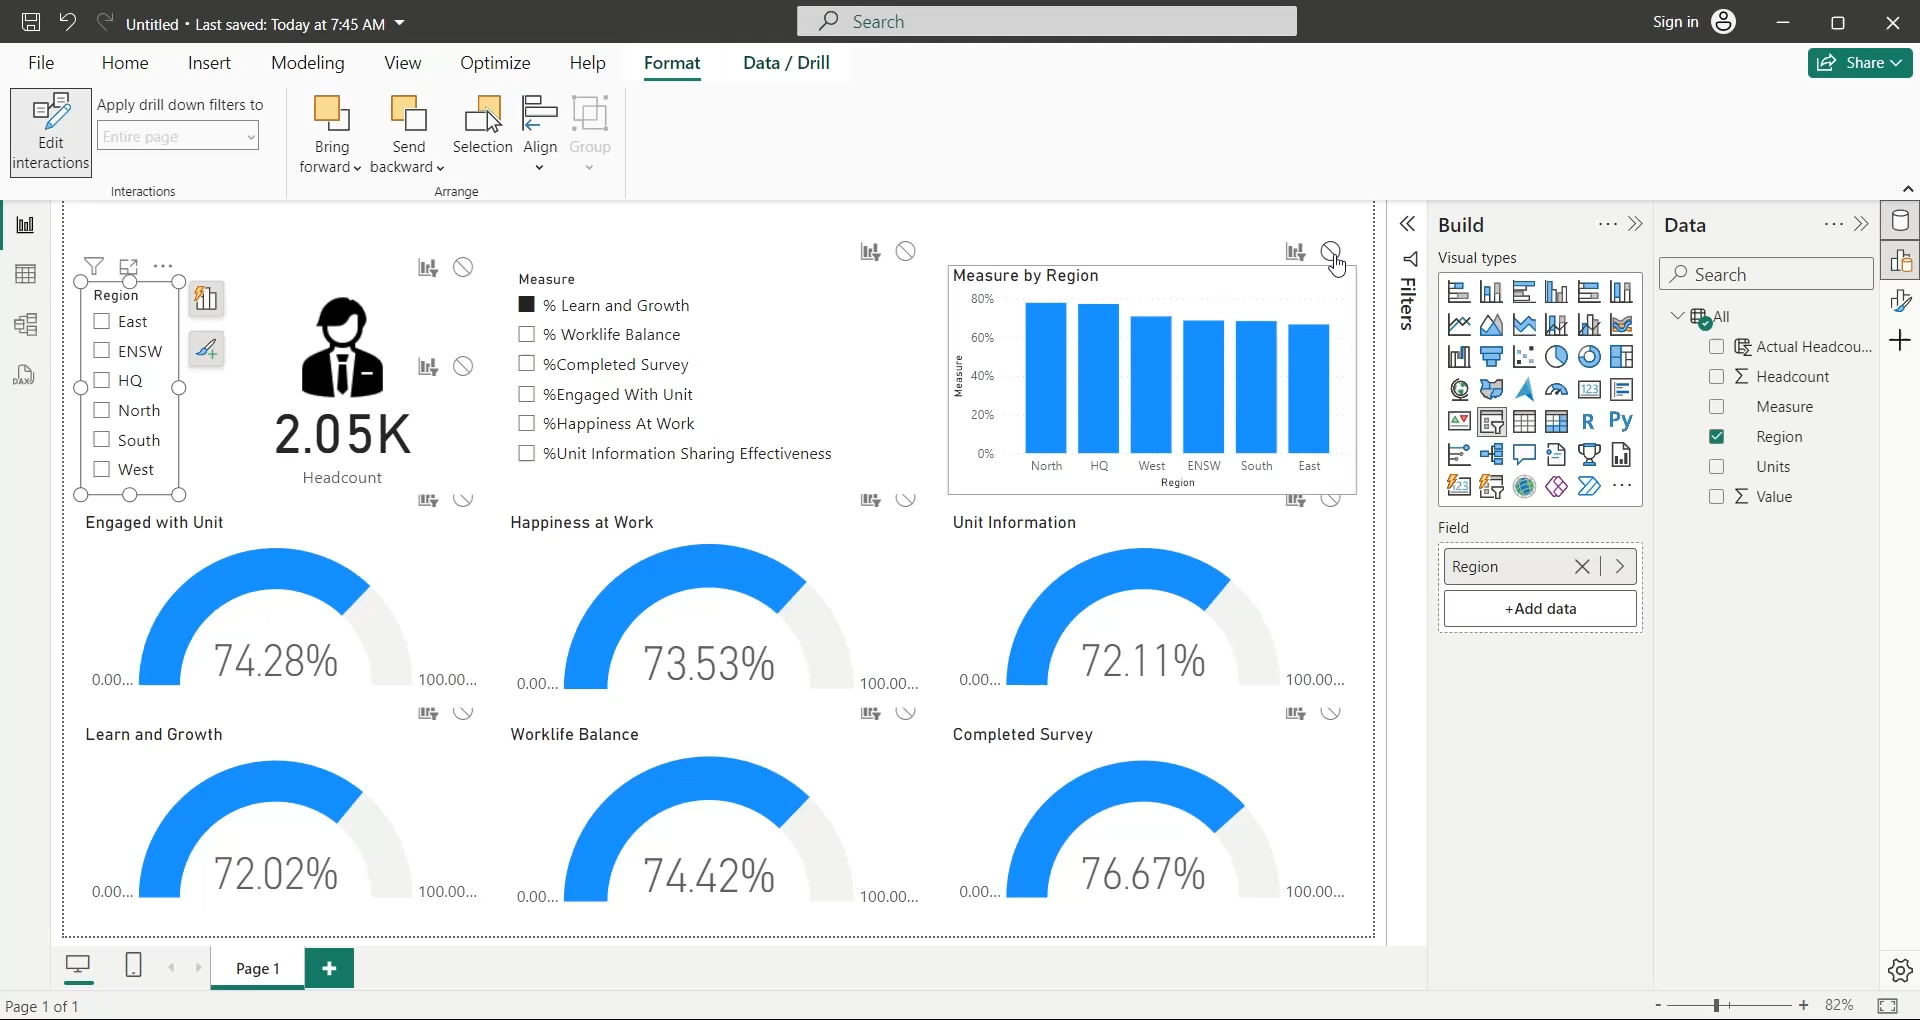 Untitled • Last saved: Today at 7:45 AM
Search
Sign in
File Home Insert Modeling View Optimize Help Format Data / Drill
Share
Edit interactions
Apply drill down filters to
Entire page
Interactions
Bring forward
Send backward
Selection
Align
Group
Arrange
Region
East
ENSW
HQ
North
South
West
2.05K
Headcount
Measure
% Learn and Growth
% Worklife Balance
%Completed Survey
%Engaged With Unit
%Happiness At Work
%Unit Information Sharing Effectiveness
Measure by Region
80%
60%
40%
20%
0%
Measure
North HQ West ENSW South East
Region
Engaged with Unit
74.28%
0.00... 100.00...
Happiness at Work
73.53%
0.00... 100.00...
Unit Information
72.11%
0.00... 100.00...
Learn and Growth
72.02%
0.00... 100.00...
Worklife Balance
74.42%
0.00... 100.00...
Completed Survey
76.67%
0.00... 100.00...
Filters
Build
Visual types
123
R Py
Field
Region
+Add data
Data
Search
All
Actual Headcou...
Headcount
Measure
Region
Units
Value
DAX
Page 1
Page 1 of 1
- + 82%